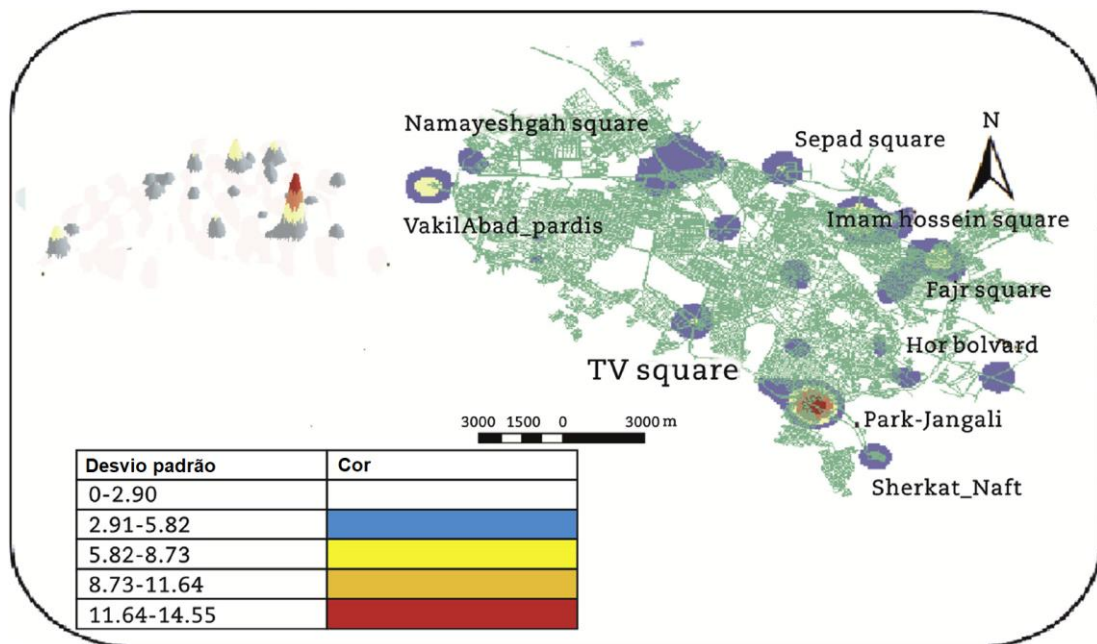 Namayeshgah square
Sepad square
N
VakilAbad_pardis
Imam hossein square
Fajr square
Hor bolvard
TV square
Park-Jangali
3000 1500 0 3000 m
Sherkat_Naft
Desvio padrão Cor
0-2.90
2.91-5.82
5.82-8.73
8.73-11.64
11.64-14.55